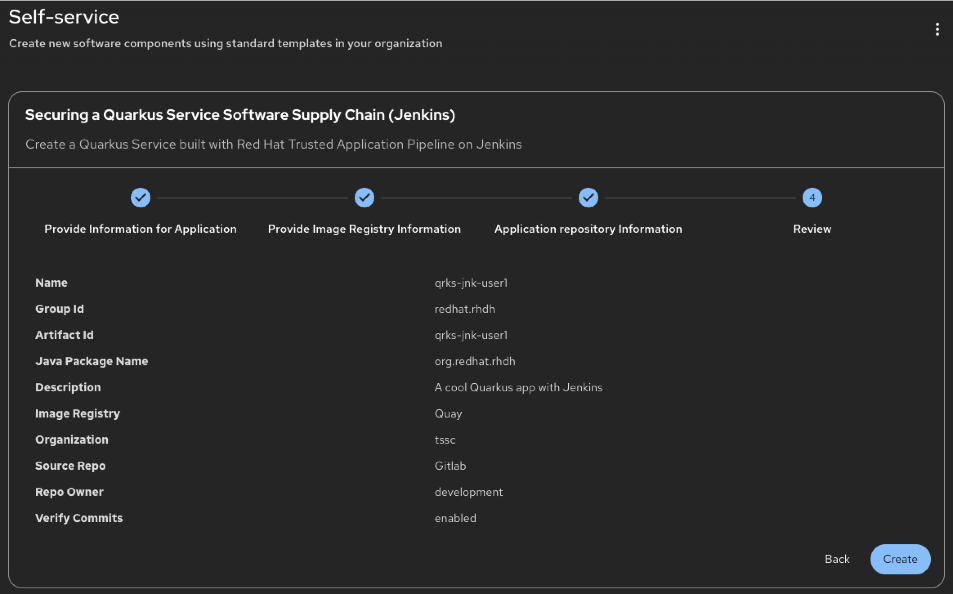 Self-service
Create new software components using standard templates in your organization
Securing a Quarkus Service Software Supply Chain (Jenkins)
Create a Quarkus Service built with Red Hat Trusted Application Pipeline on Jenkins
4
Provide Information for Application Provide Image Registry Information Application repository Information Review
Name qrks-jnk-user1
Group Id redhat.rhdh
Artifact Id qrks-jnk-user1
Java Package Name org.redhat.rhdh
Description A cool Quarkus app with Jenkins
Image Registry Quay
Organization tssc
Source Repo Gitlab
Repo Owner development
Verify Commits enabled
Back Create